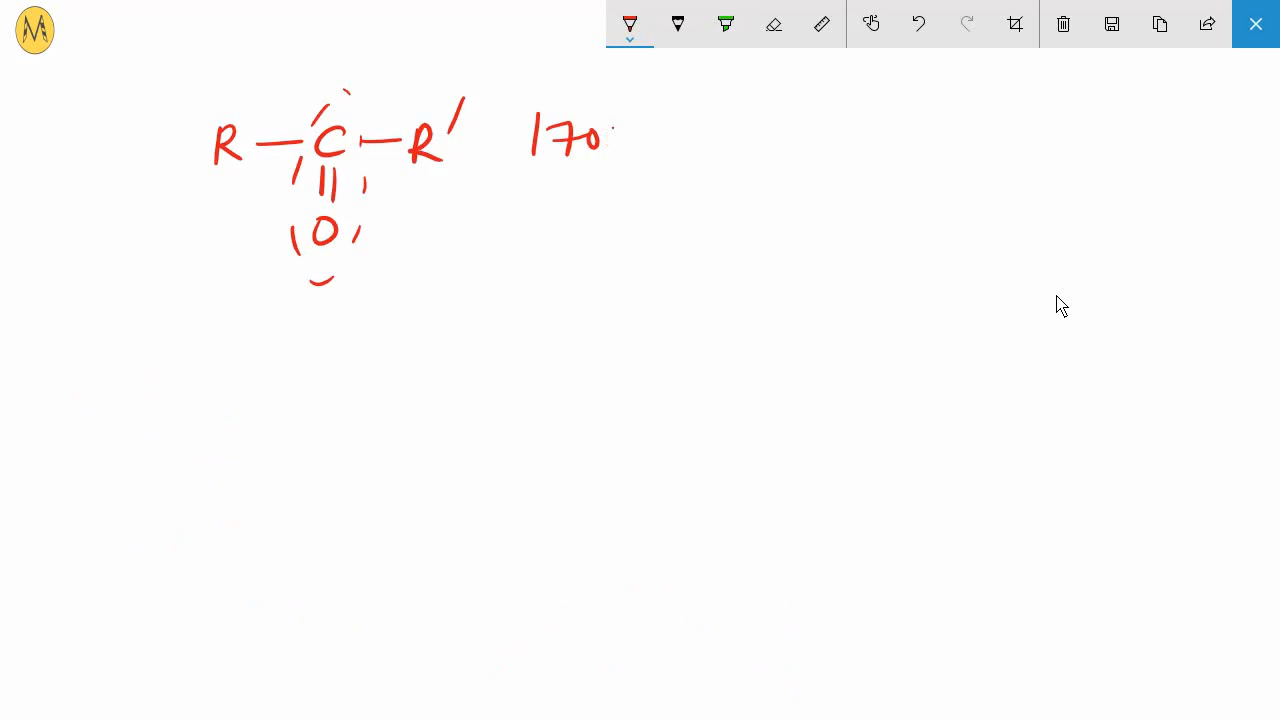 M
R — C — R' 170
||
O